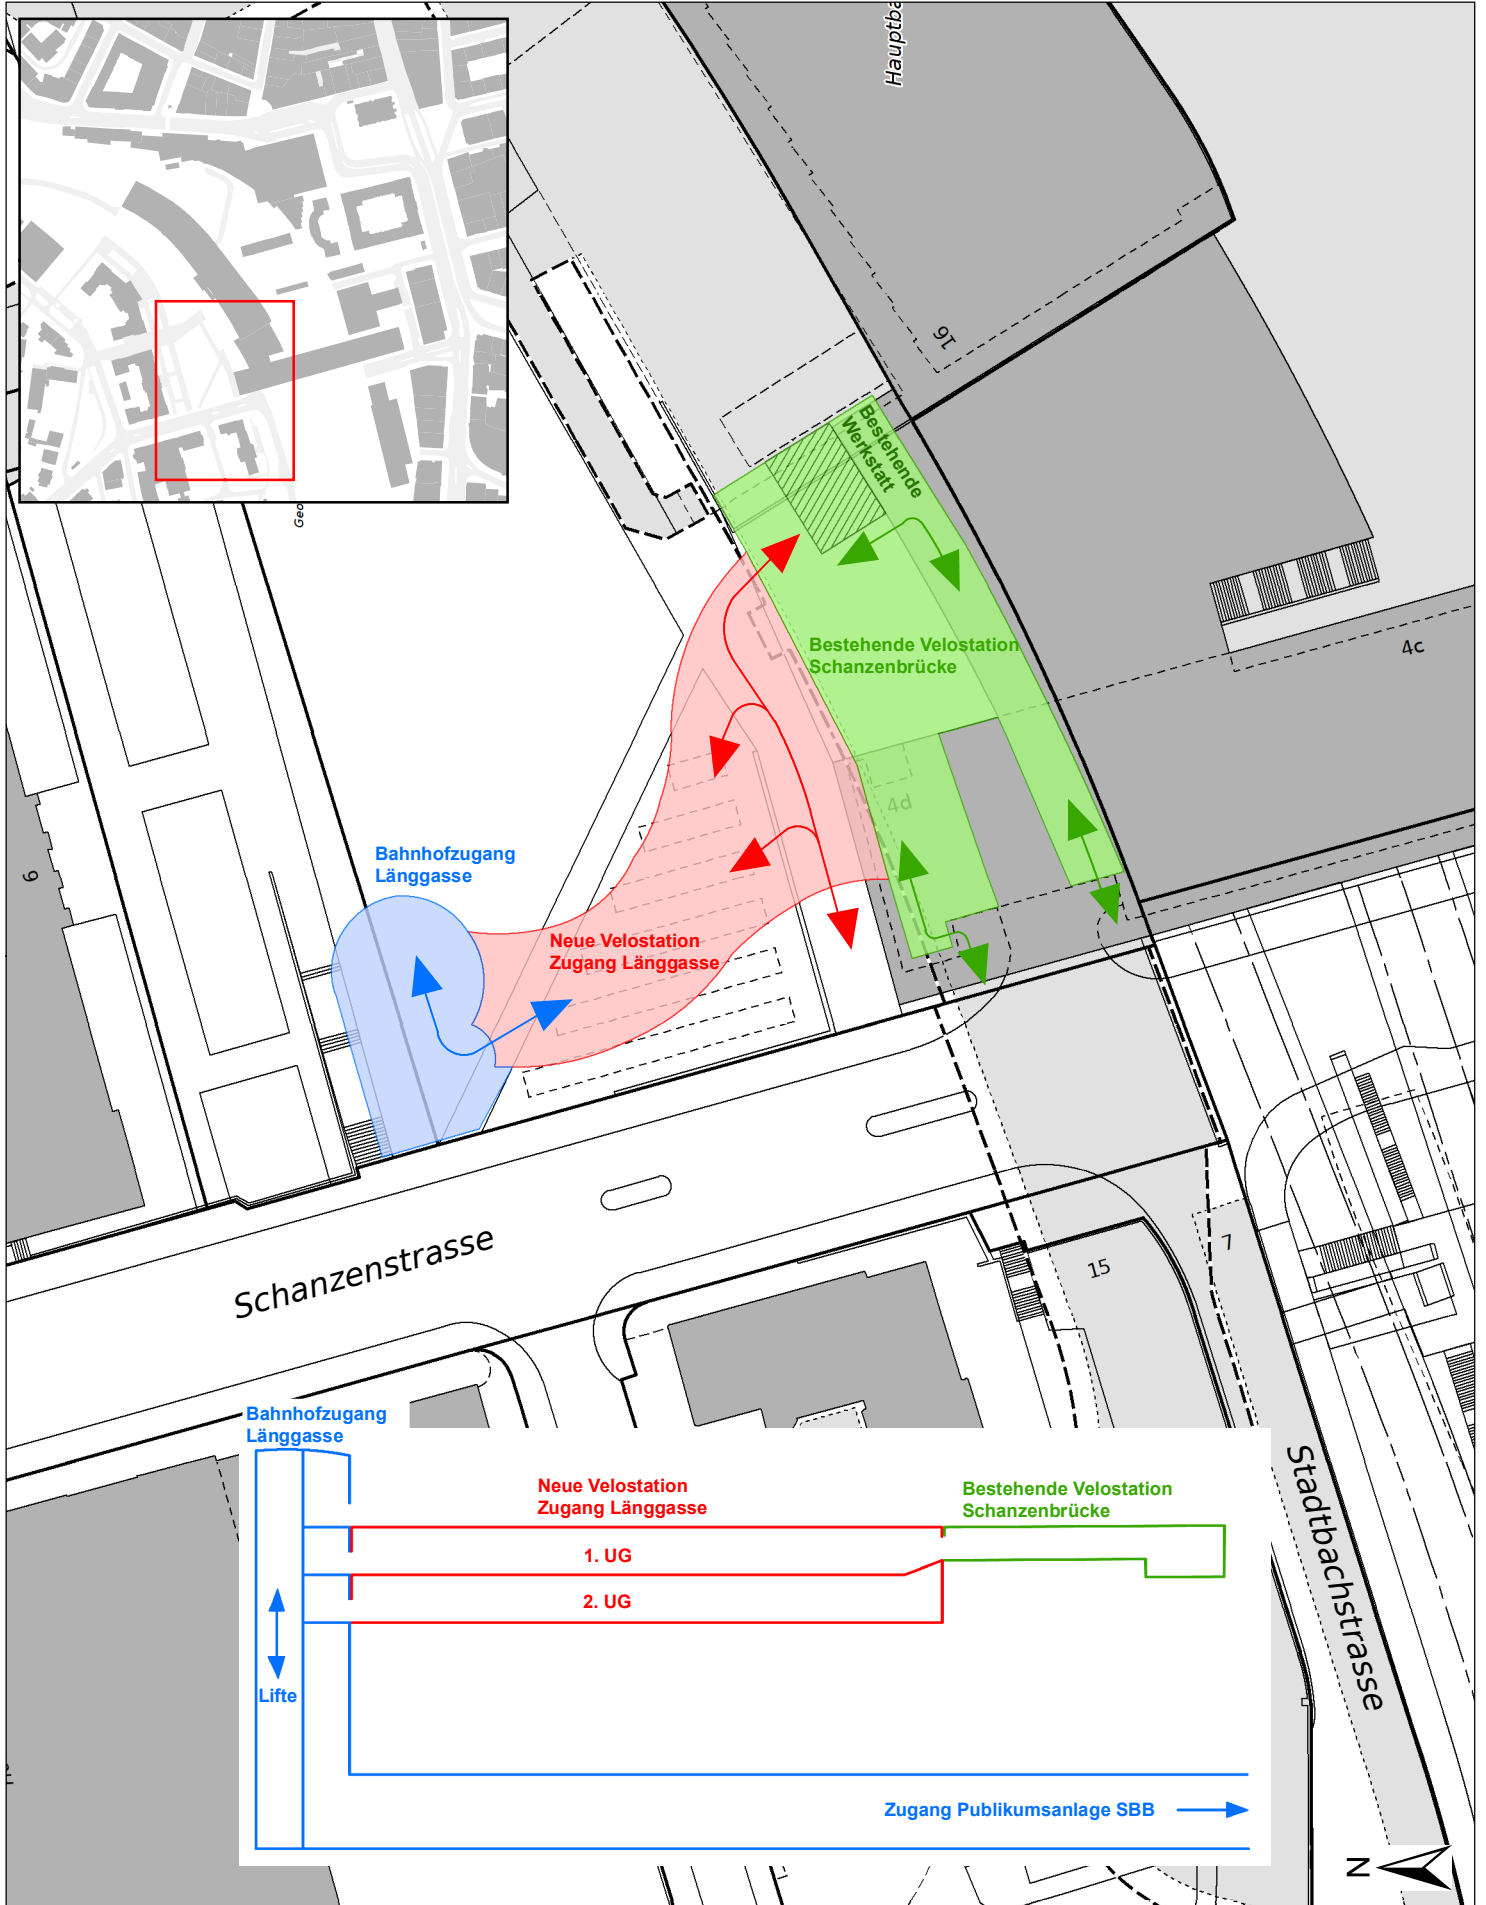 Hauptba
Geo
16
Bestehende
Werkstatt
Bestehende Velostation
Schanzenbrücke
4c
4d
9
Bahnhofzugang
Länggasse
Neue Velostation
Zugang Länggasse
Schanzenstrasse
15
7
Bahnhofzugang
Länggasse
Neue Velostation
Zugang Länggasse
Bestehende Velostation
Schanzenbrücke
1. UG
2. UG
Lifte
Stadtbachstrasse
Zugang Publikumsanlage SBB
N